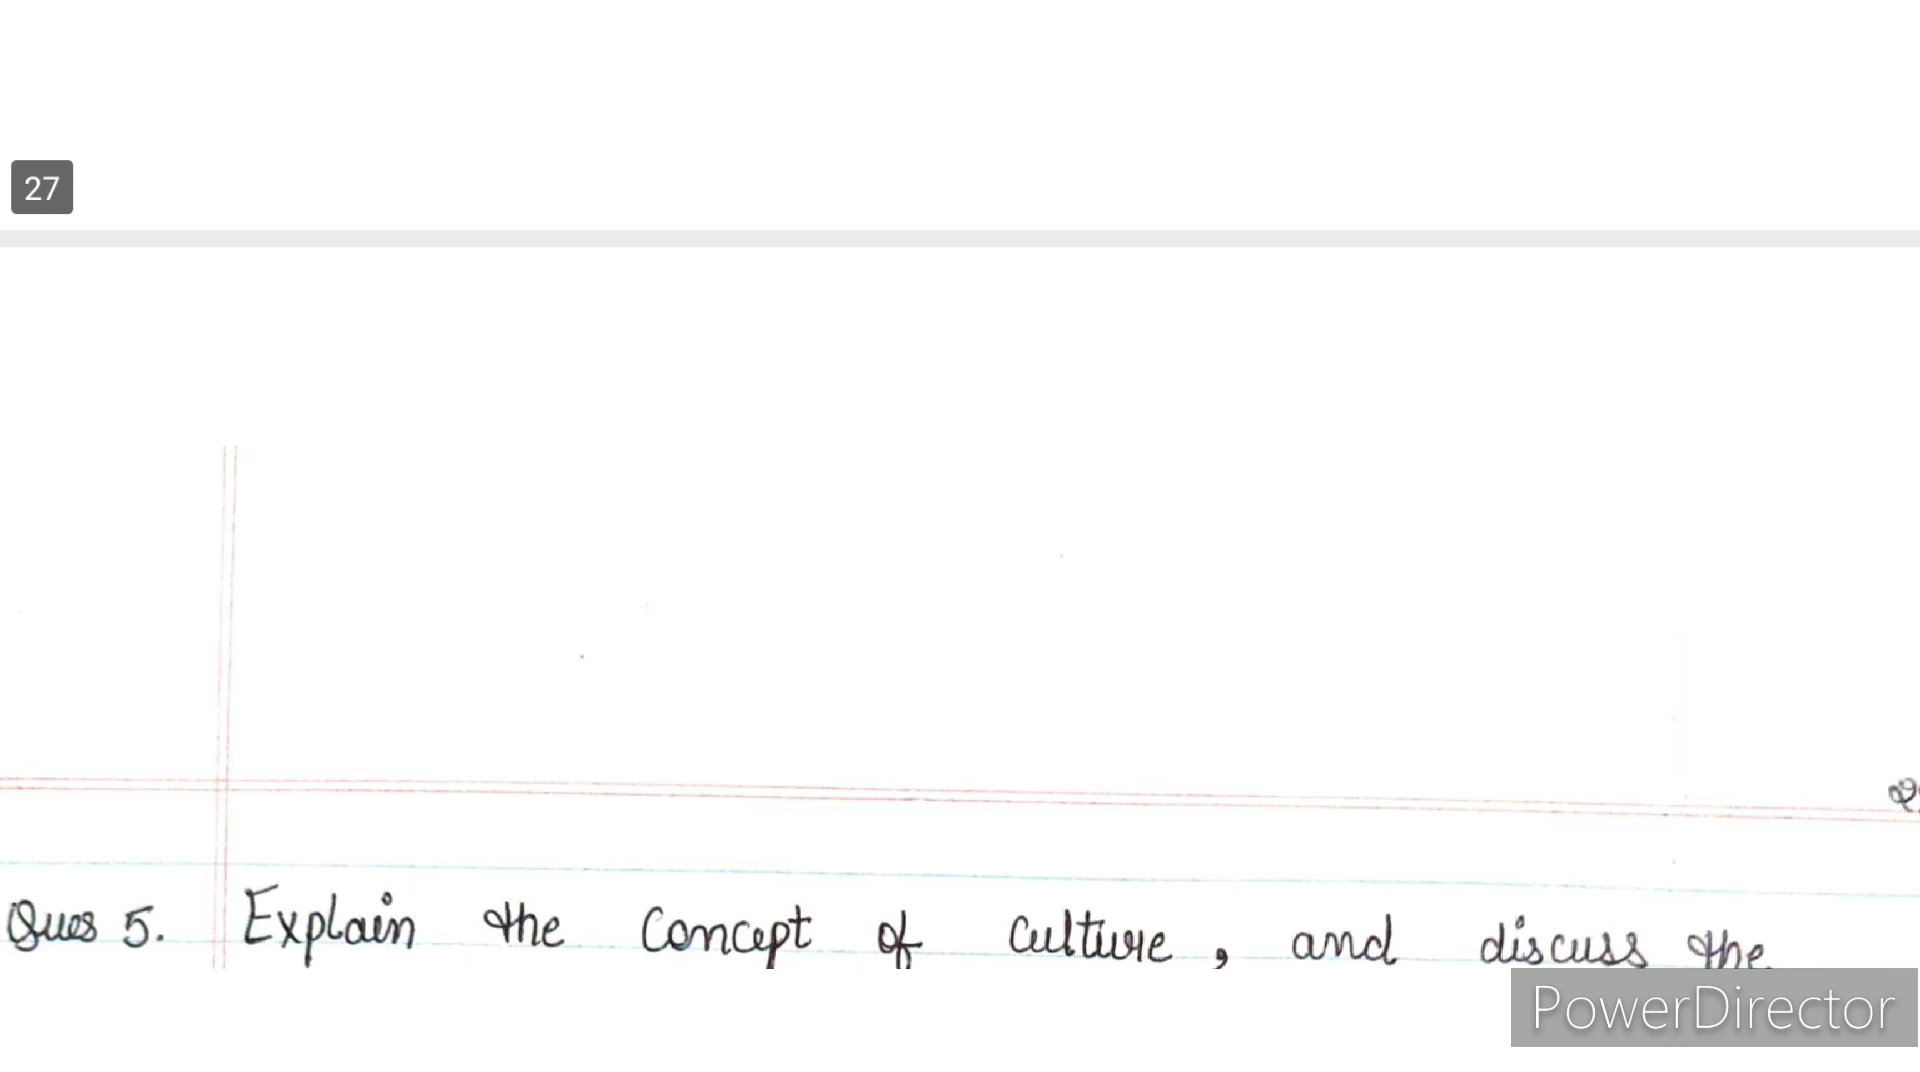 27
Ques 5. Explain the Concept of Culture, and discuss the
PowerDirector